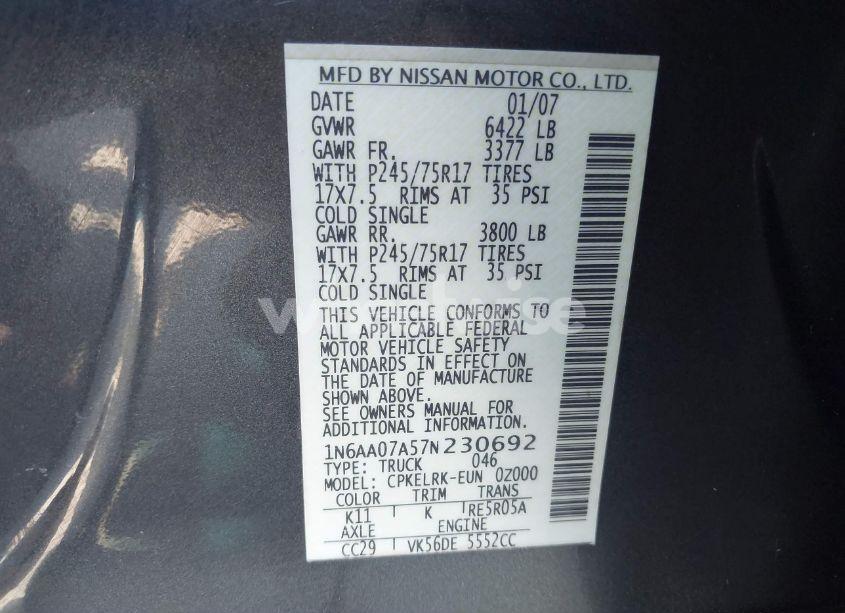 MFD BY NISSAN MOTOR CO., LTD.
DATE 01/07
GVWR 6422 LB
GAWR FR. 3377 LB
WITH P245/75R17 TIRES
17X7.5 RIMS AT 35 PSI
COLD SINGLE
GAWR RR. 3800 LB
WITH P245/75R17 TIRES
17X7.5 RIMS AT 35 PSI
COLD SINGLE
THIS VEHICLE CONFORMS TO
ALL APPLICABLE FEDERAL
MOTOR VEHICLE SAFETY
STANDARDS IN EFFECT ON
THE DATE OF MANUFACTURE
SHOWN ABOVE.
SEE OWNERS MANUAL FOR
ADDITIONAL INFORMATION.
1N6AA07A57N230692
TYPE: TRUCK 046
MODEL: CPKELRK-EUN 0Z000
COLOR TRIM TRANS
K11 K RE5R05A
AXLE ENGINE
CC29 VK56DE 5552CC